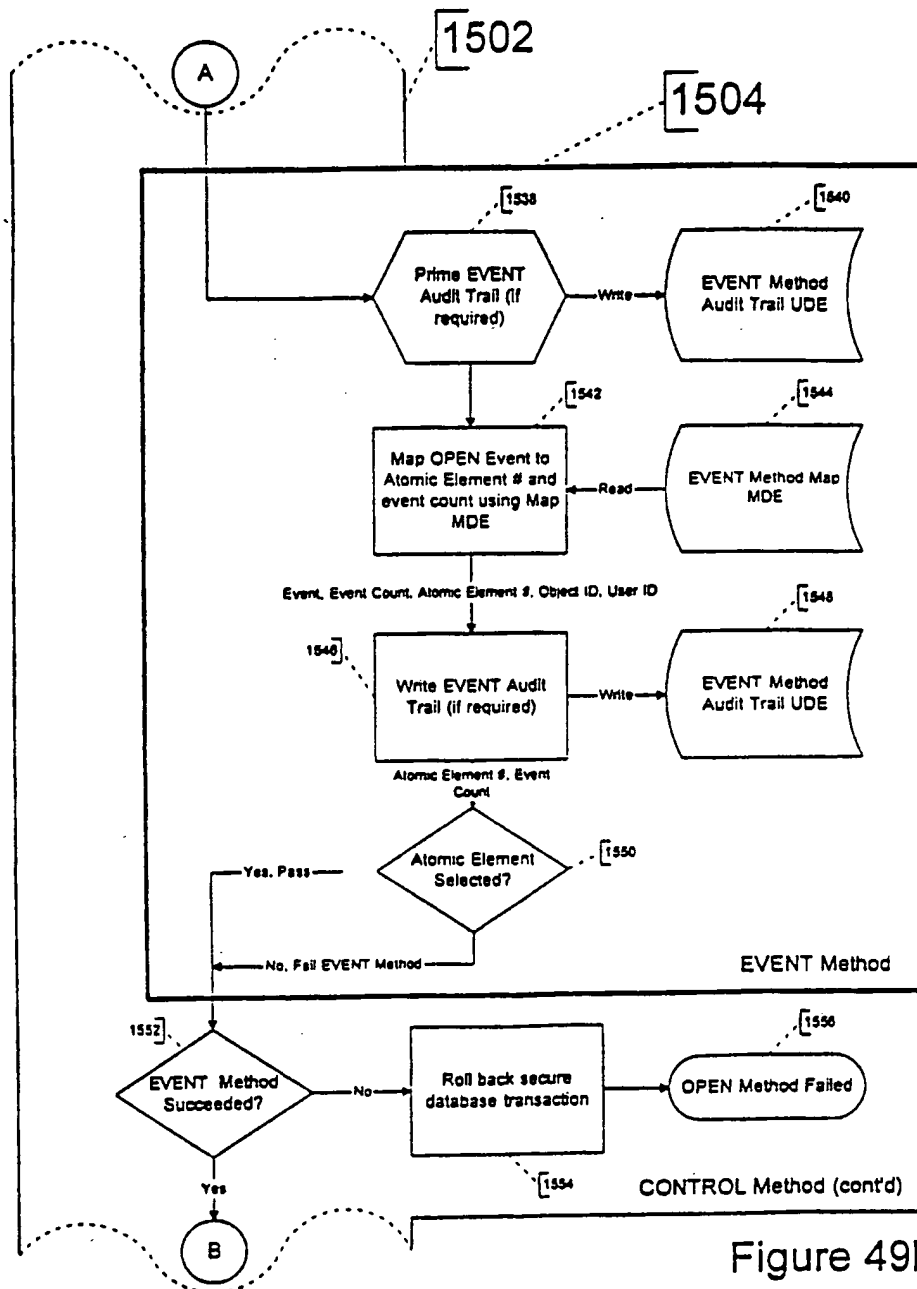 1502
A
1504
1538
1540
Prime EVENT
Audit Trail (if
required)
Write
EVENT Method
Audit Trail UDE
1542
1544
Map OPEN Event to
Atomic Element # and
event count using Map
MDE
Read
EVENT Method Map
MDE
Event, Event Count, Atomic Element #, Object ID, User ID
1546
1548
Write EVENT Audit
Trail (if required)
Write
EVENT Method
Audit Trail UDE
Atomic Element #, Event
Count
Atomic Element
Selected?
1550
Yes, Pass
No, Fail EVENT Method
EVENT Method
1552
EVENT Method
Succeeded?
No
Roll back secure
database transaction
1556
OPEN Method Failed
Yes
1554
CONTROL Method (cont'd)
B
Figure